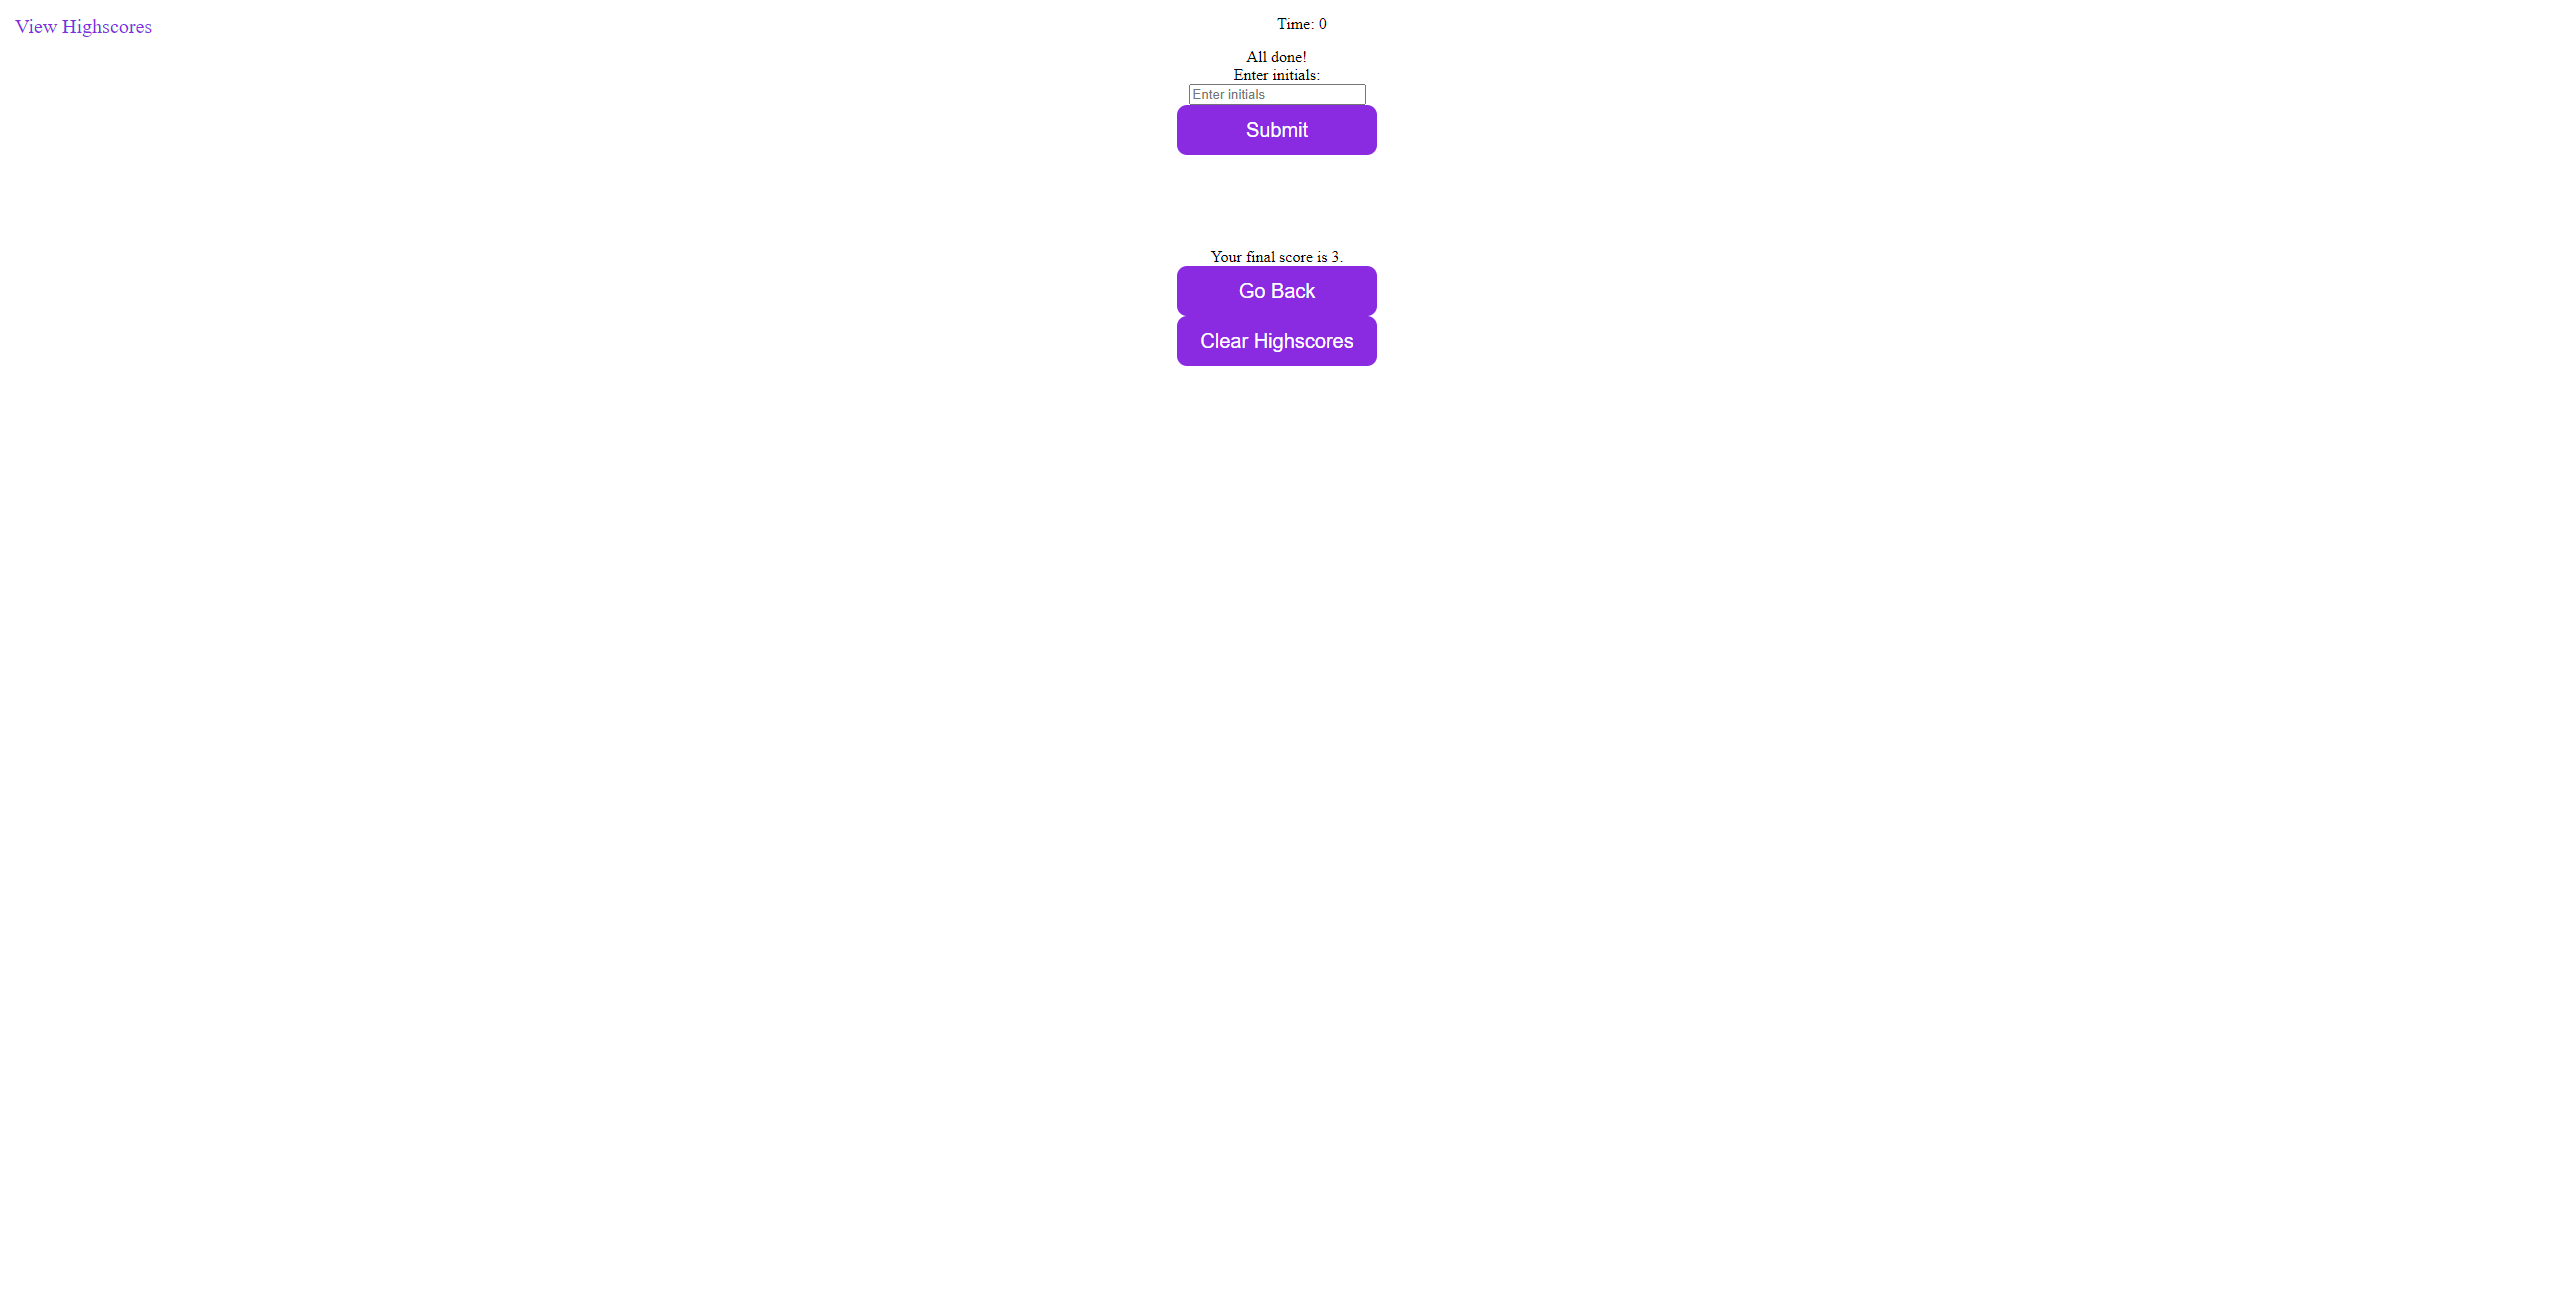 View Highscores
Time: 0
All done!
Enter initials:
Enter initials
Submit
Your final score is 3.
Go Back
Clear Highscores